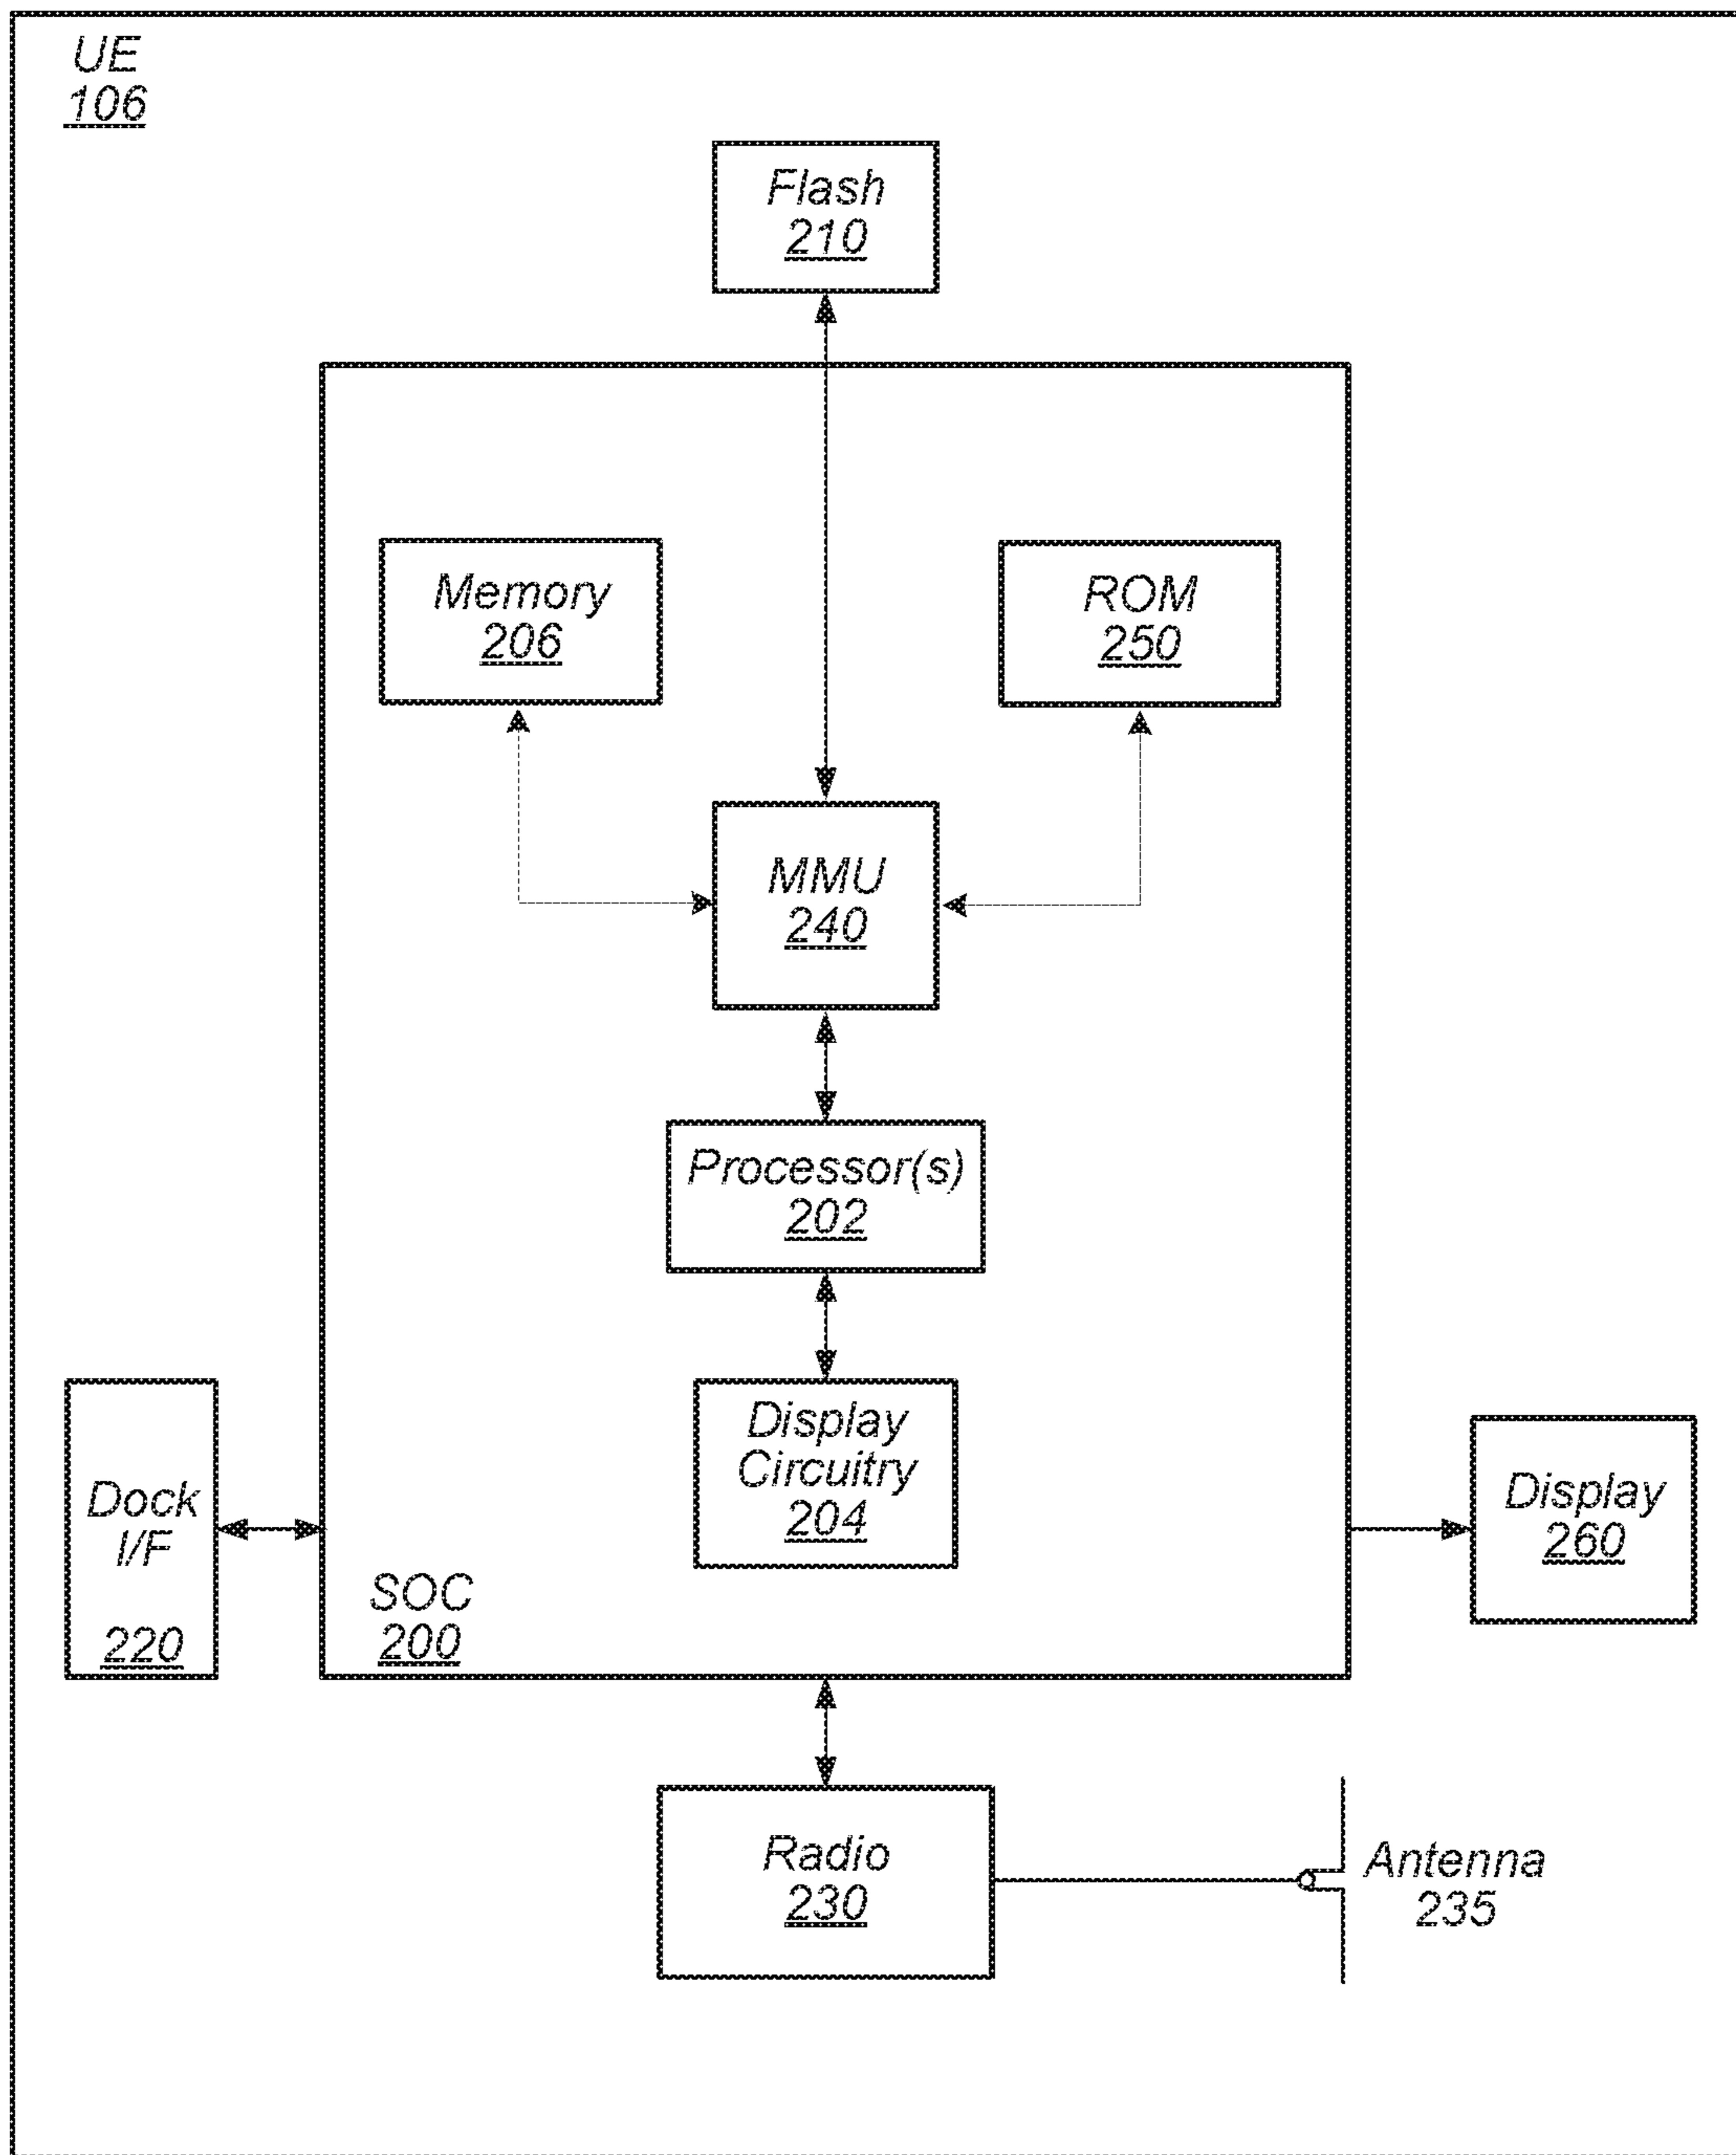 UE
106
Flash
210
Memory
206
ROM
250
MMU
240
Processor(s)
202
Display
Circuitry
204
Dock
I/F
220
SOC
200
Display
260
Radio
230
Antenna
235